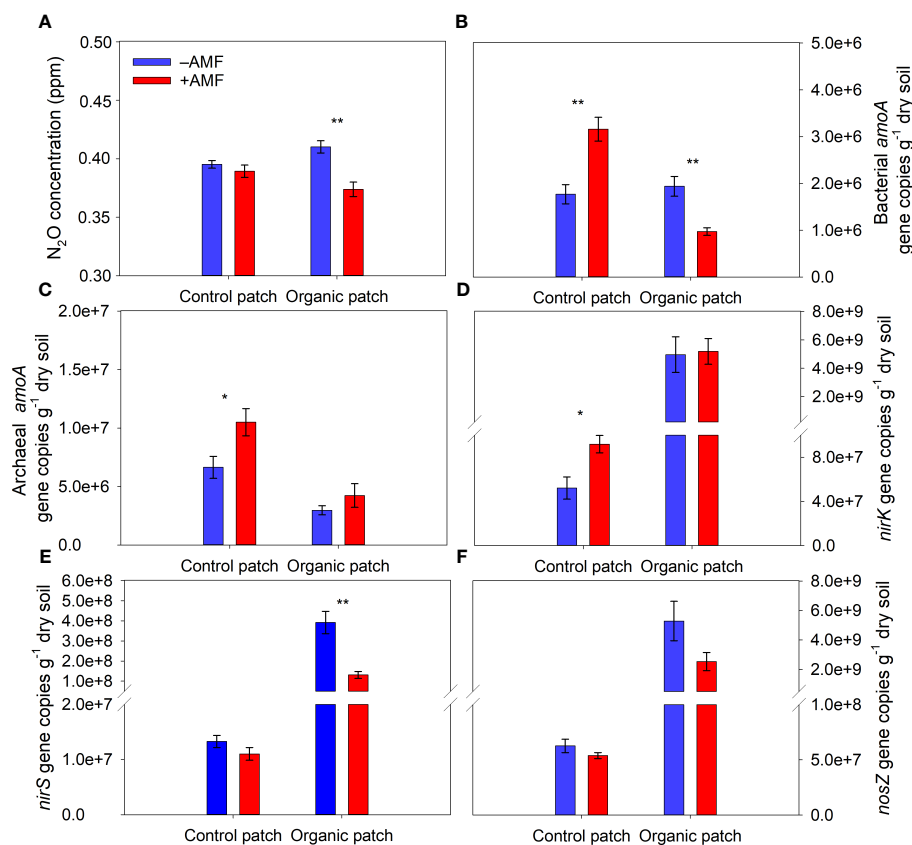 A
N₂O concentration (ppm)
0.50
0.45
0.40
0.35
0.30
–AMF
+AMF
**
Control patch Organic patch
B
Bacterial amoA
gene copies g⁻¹ dry soil
5.0e+6
4.0e+6
3.0e+6
2.0e+6
1.0e+6
0.0
**
**
Control patch Organic patch
C
Archaeal amoA
gene copies g⁻¹ dry soil
2.0e+7
1.5e+7
1.0e+7
5.0e+6
0.0
*
Control patch Organic patch
D
nirK gene copies g⁻¹ dry soil
8.0e+9
6.0e+9
4.0e+9
8.0e+7
4.0e+7
0.0
*
Control patch Organic patch
E
nirS gene copies g⁻¹ dry soil
6.0e+8
5.0e+8
4.0e+8
3.0e+8
2.0e+8
1.0e+8
2.0e+7
1.0e+7
0.0
**
Control patch Organic patch
F
nosZ gene copies g⁻¹ dry soil
8.0e+9
6.0e+9
4.0e+9
2.0e+9
1.0e+8
5.0e+7
0.0
Control patch Organic patch